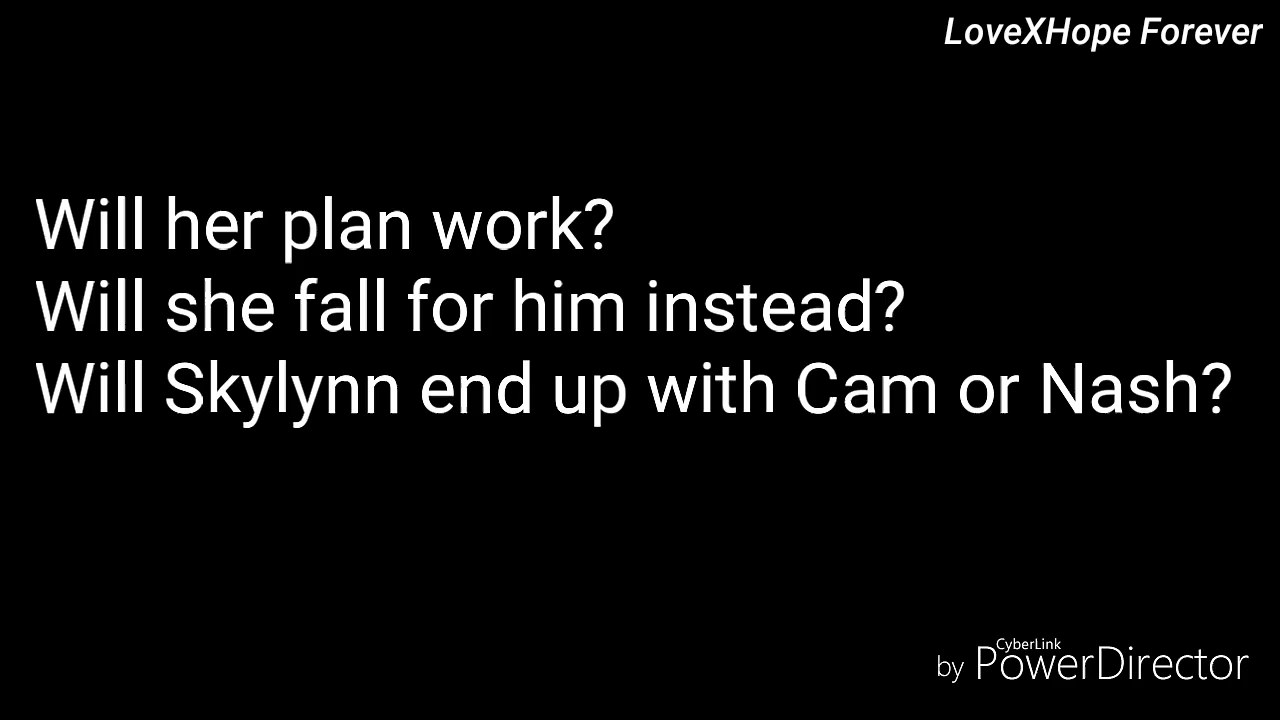 LoveXHope Forever
Will her plan work?
Will she fall for him instead?
Will Skylynn end up with Cam or Nash?
CyberLink
by PowerDirector